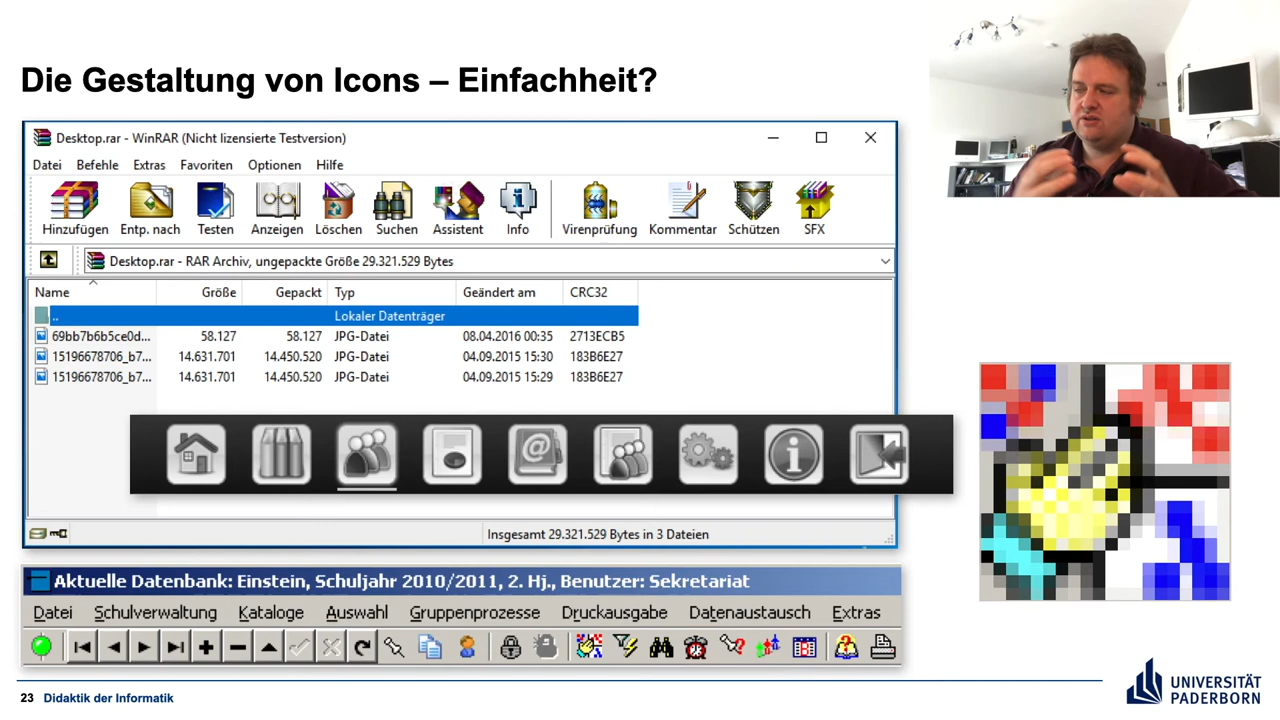 Die Gestaltung von Icons – Einfachheit?
Desktop.rar - WinRAR (Nicht lizensierte Testversion)
Datei Befehle Extras Favoriten Optionen Hilfe
Hinzufügen Entp. nach Testen Anzeigen Löschen Suchen Assistent Info Virenprüfung Kommentar Schützen SFX
Desktop.rar - RAR Archiv, ungepackte Größe 29.321.529 Bytes
Name Größe Gepackt Typ Geändert am CRC32
.. Lokaler Datenträger
69bb7b6b5ce0d... 58.127 58.127 JPG-Datei 08.04.2016 00:35 2713ECB5
15196678706_b7... 14.631.701 14.450.520 JPG-Datei 04.09.2015 15:30 183B6E27
15196678706_b7... 14.631.701 14.450.520 JPG-Datei 04.09.2015 15:29 183B6E27
Insgesamt 29.321.529 Bytes in 3 Dateien
Aktuelle Datenbank: Einstein, Schuljahr 2010/2011, 2. Hj., Benutzer: Sekretariat
Datei Schulverwaltung Kataloge Auswahl Gruppenprozesse Druckausgabe Datenaustausch Extras
23 Didaktik der Informatik
UNIVERSITÄT
PADERBORN